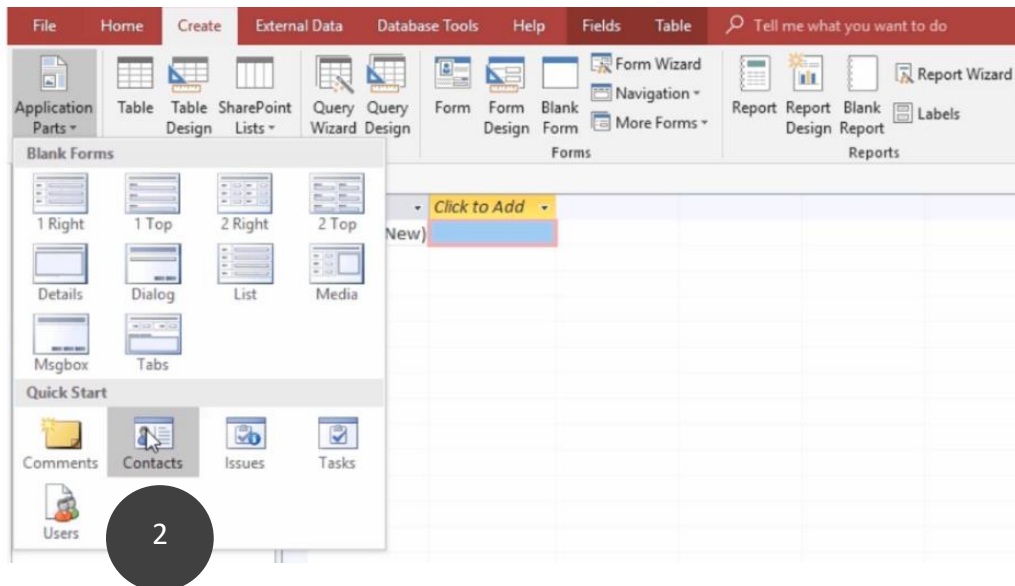 File Home Create External Data Database Tools Help Fields Table Tell me what you want to do
Application Parts
Table
Table Design
SharePoint Lists
Query Wizard
Query Design
Form
Form Design
Blank Form
Form Wizard
Navigation
More Forms
Forms
Report
Report Design
Blank Report
Report Wizard
Labels
Reports
Blank Forms
1 Right 1 Top 2 Right 2 Top
Details Dialog List Media
Msgbox Tabs
Quick Start
Comments Contacts Issues Tasks
Users
Click to Add
New)
2